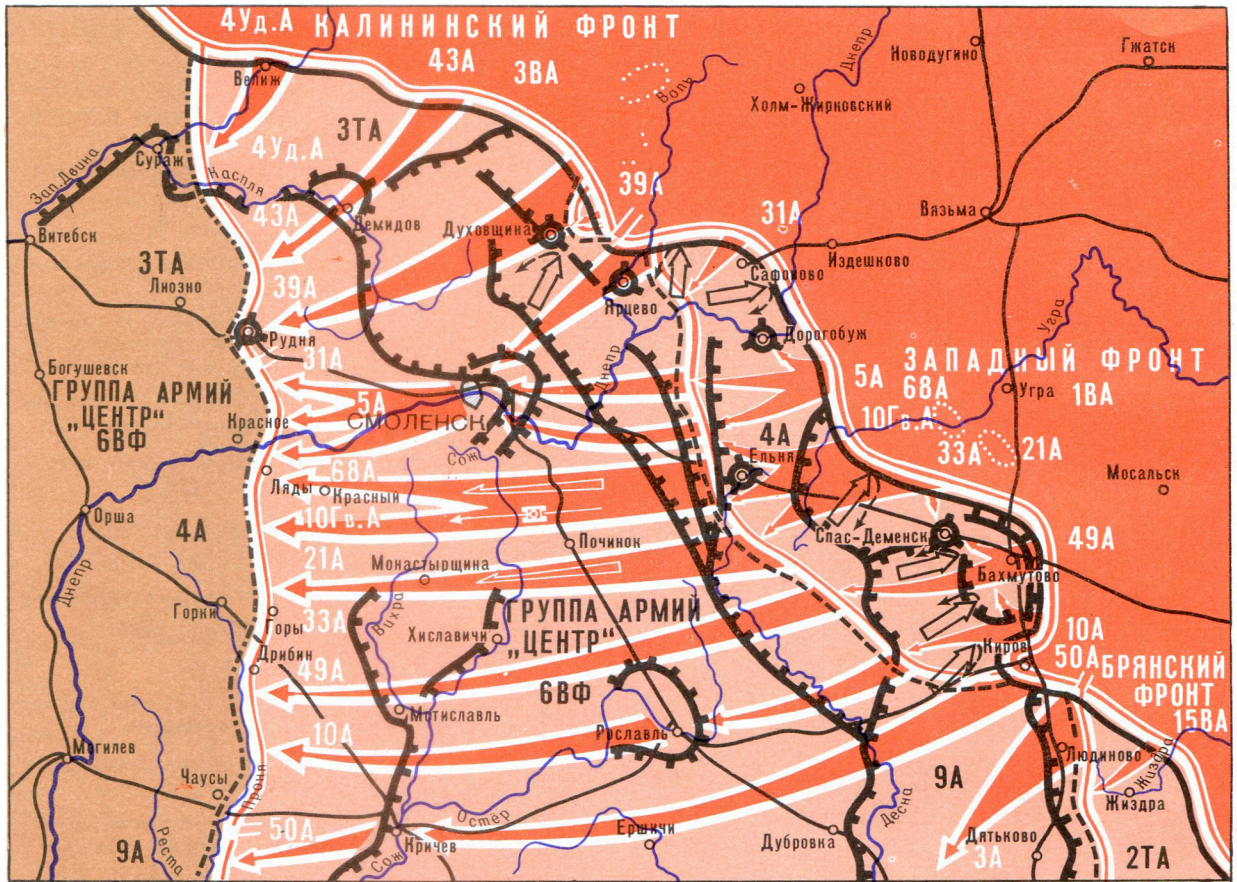 4Уд.А КАЛИНИНСКИЙ ФРОНТ
43А 3ВА
Велиж
Новодугино
Гжатск
Днепр
Вопь
Холм-Жирковский
3ТА
4Уд.А
Сураж
Зап.Двина
Каспля
39А
31А
Вязьма
43А
Демидов
Духовщина
Витебск
Издешково
Сафоново
3ТА
Лиозно
39А
Ярцево
Угра
Рудня
Дорогобуж
31А
Днепр
ЗАПАДНЫЙ ФРОНТ
Богушевск
5А
68А
1ВА
Угра
ГРУППА АРМИЙ
„ЦЕНТР“
6ВФ
5А
10Гв.А
Красное
СМОЛЕНСК
4А
33А
21А
Ельня
Сож
68А
Мосальск
Ляды
Красный
Орша
10Гв.А
4А
Спас-Деменск
49А
Починок
21А
Монастырщина
Бахмутово
Днепр
Горки
Горы
33А
Вихра
Хиславичи
ГРУППА АРМИЙ
„ЦЕНТР“
10А
Киров
50А
БРЯНСКИЙ
ФРОНТ
15ВА
Дрибин
49А
6ВФ
Мстиславль
Рославль
10А
Могилев
Людиново
Жиздра
Чаусы
Проня
9А
Жиздра
Десна
50А
Остёр
Ершичи
Дубровка
Дятьково
Кричев
Сож
9А
Реста
3А
2ТА